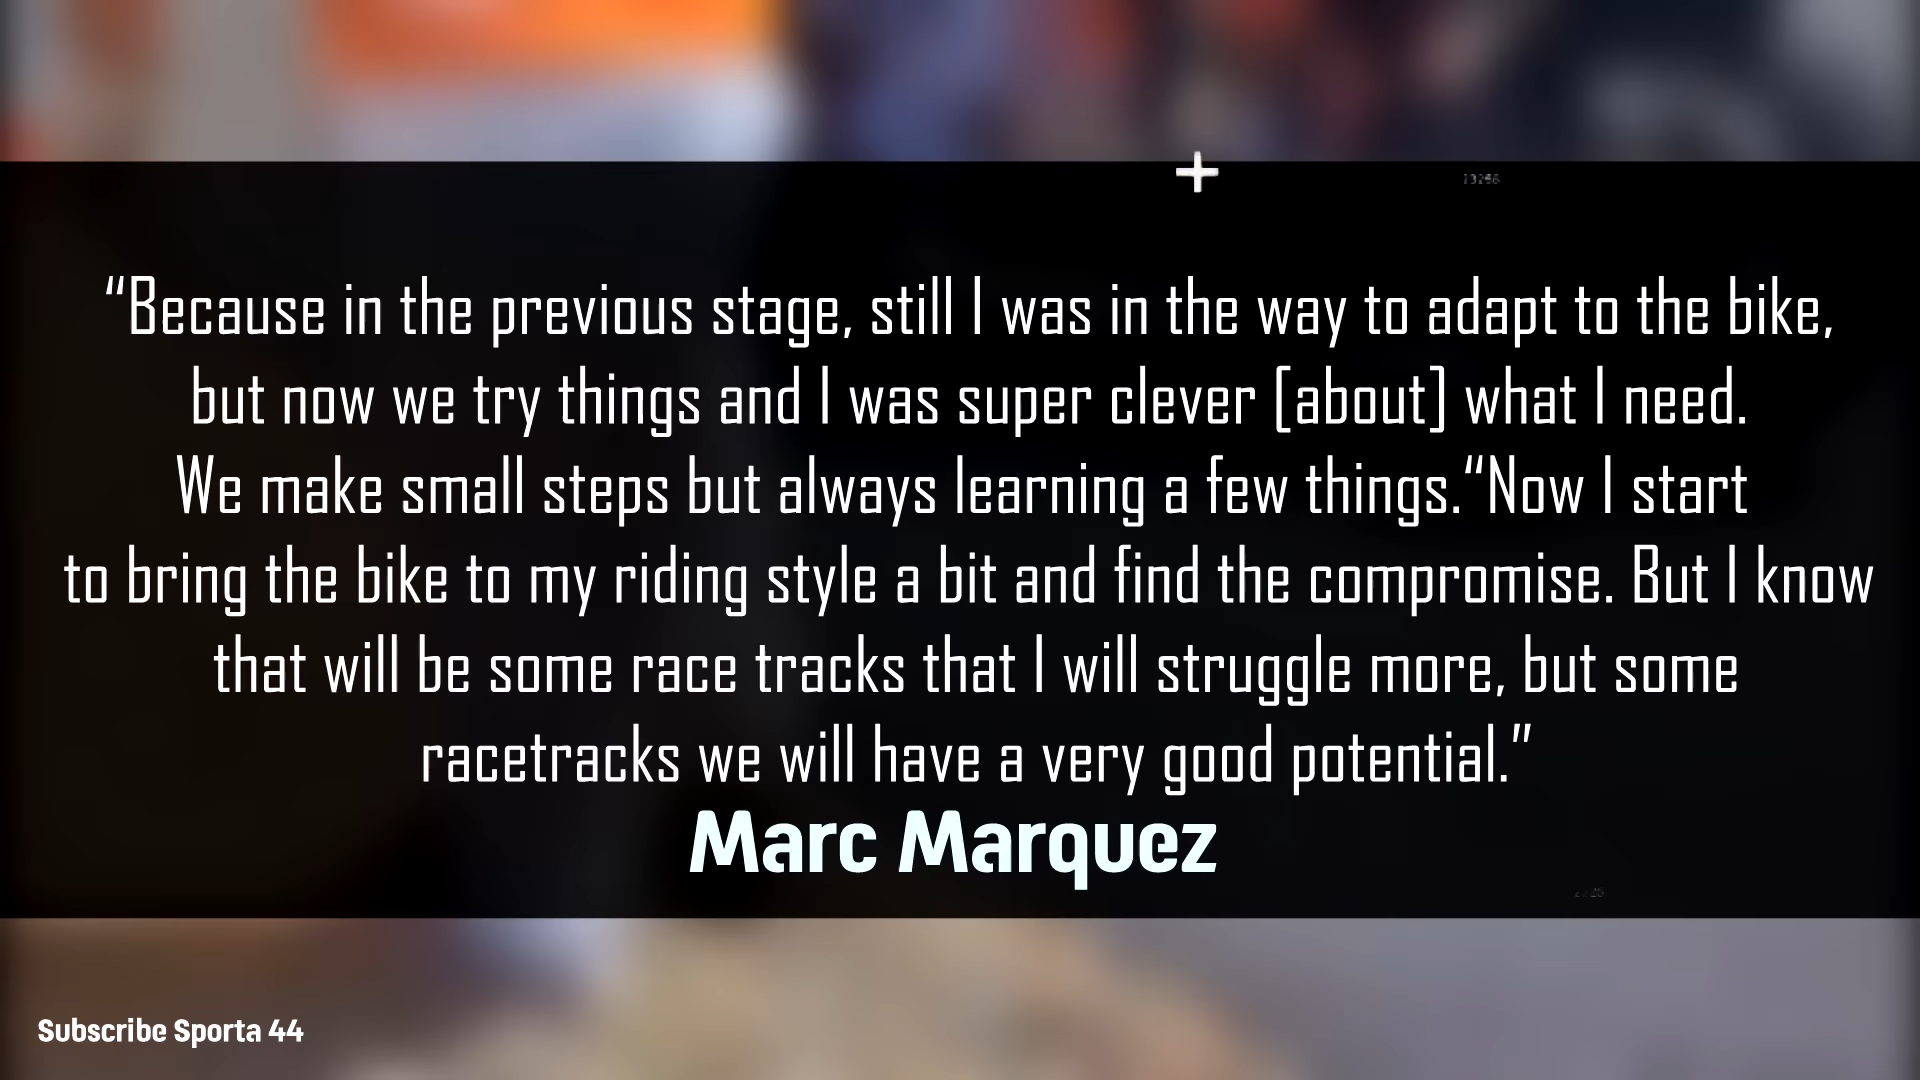 “Because in the previous stage, still I was in the way to adapt to the bike,
but now we try things and I was super clever [about] what I need.
We make small steps but always learning a few things.“Now I start
to bring the bike to my riding style a bit and find the compromise. But I know
that will be some race tracks that I will struggle more, but some
racetracks we will have a very good potential.”
Marc Marquez
Subscribe Sporta 44